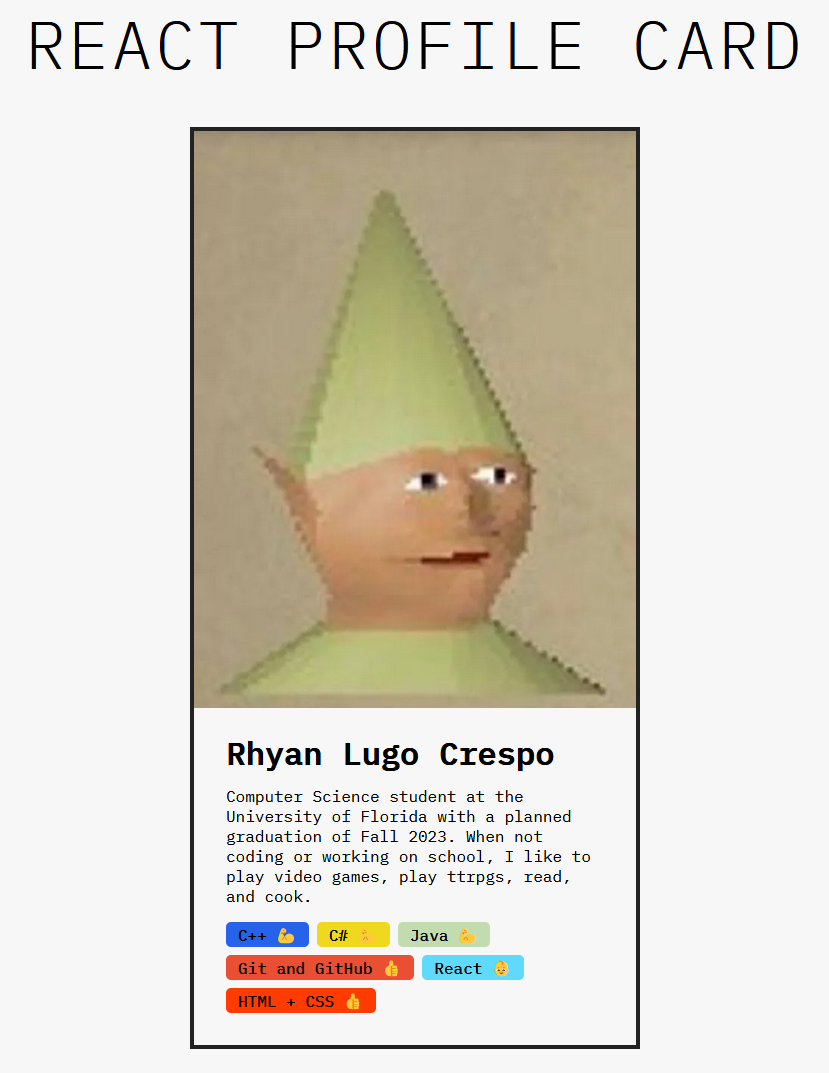 REACT PROFILE CARD
Rhyan Lugo Crespo
Computer Science student at the
University of Florida with a planned
graduation of Fall 2023. When not
coding or working on school, I like to
play video games, play ttrpgs, read,
and cook.
C++ 💪 C# 💪 Java 💪
Git and GitHub 👍 React 👶
HTML + CSS 👍